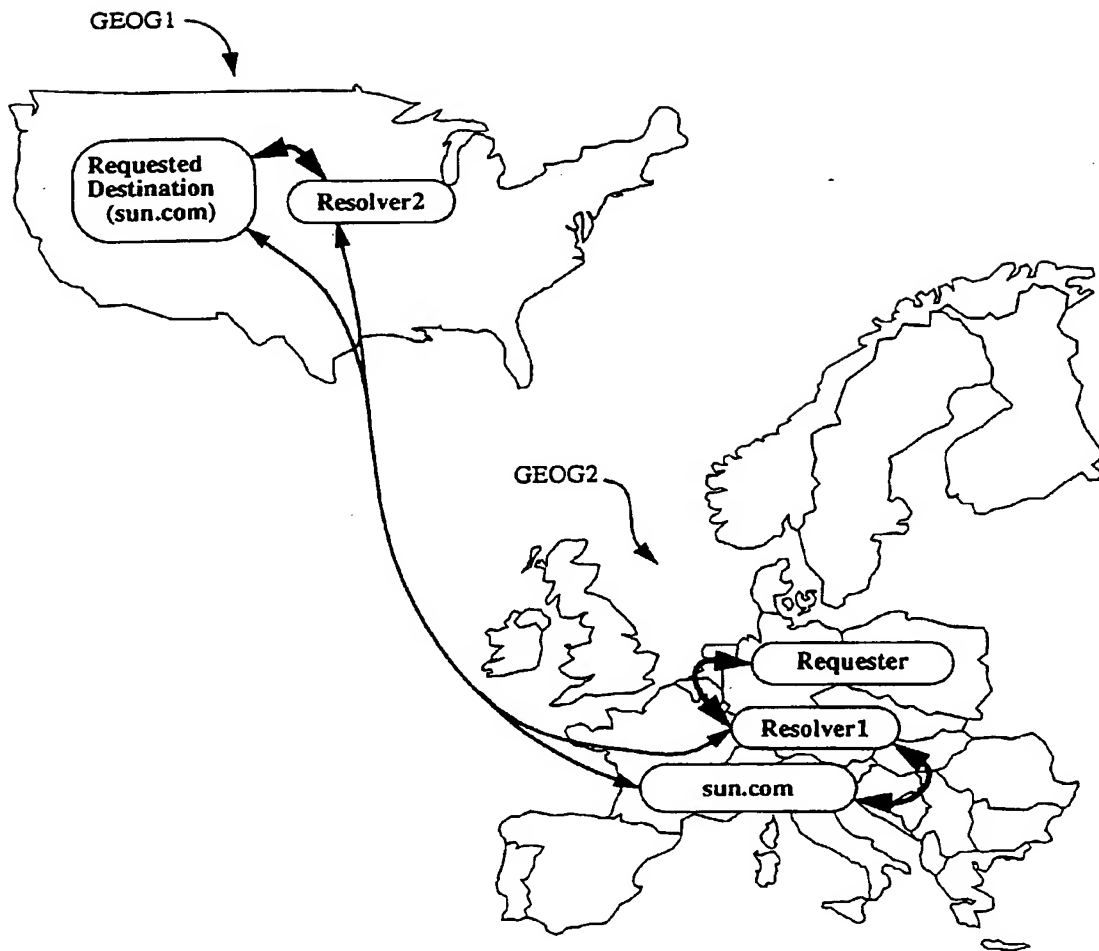 GEOG1
Requested
Destination
(sun.com)
Resolver2
GEOG2
Requester
Resolver1
sun.com